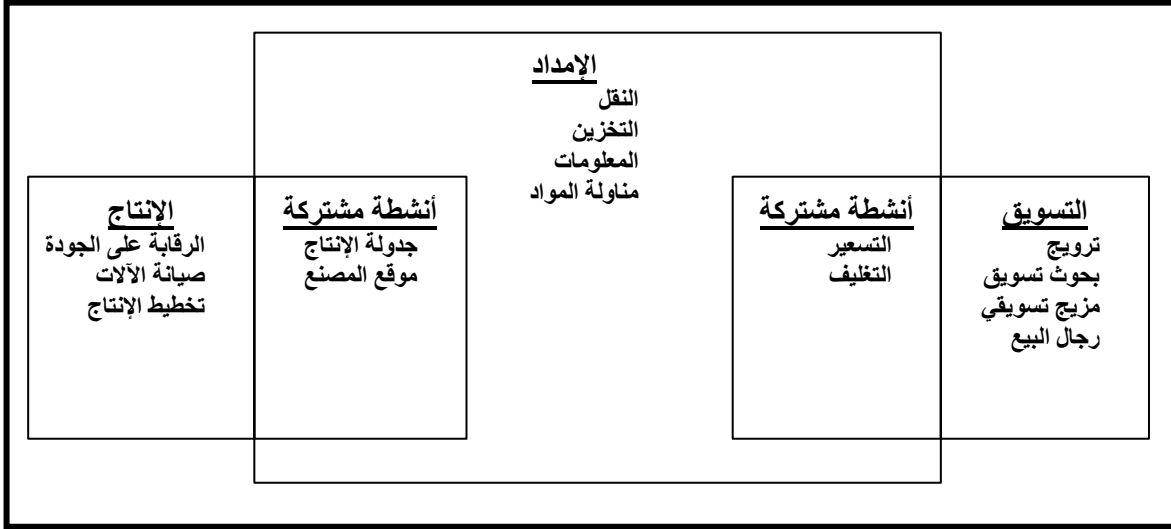 الإمداد
النقل
التخزين
المعلومات
مناولة المواد
التسويق
ترويج
بحوث تسويق
مزيج تسويقي
رجال البيع
أنشطة مشتركة
التسعير
التغليف
أنشطة مشتركة
جدولة الإنتاج
موقع المصنع
الإنتاج
الرقابة على الجودة
صيانة الآلات
تخطيط الإنتاج